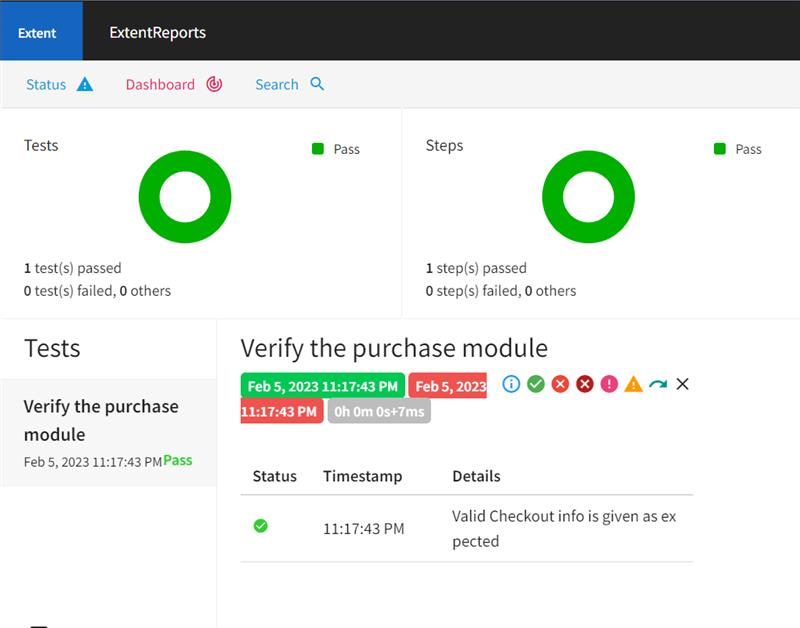 Extent
ExtentReports
Status
Dashboard
Search
Tests
Pass
1 test(s) passed
0 test(s) failed, 0 others
Steps
Pass
1 step(s) passed
0 step(s) failed, 0 others
Tests
Verify the purchase
module
Feb 5, 2023 11:17:43 PM Pass
Verify the purchase module
Feb 5, 2023 11:17:43 PM Feb 5, 2023
11:17:43 PM 0h 0m 0s+7ms
Status Timestamp Details
11:17:43 PM
Valid Checkout info is given as ex
pected